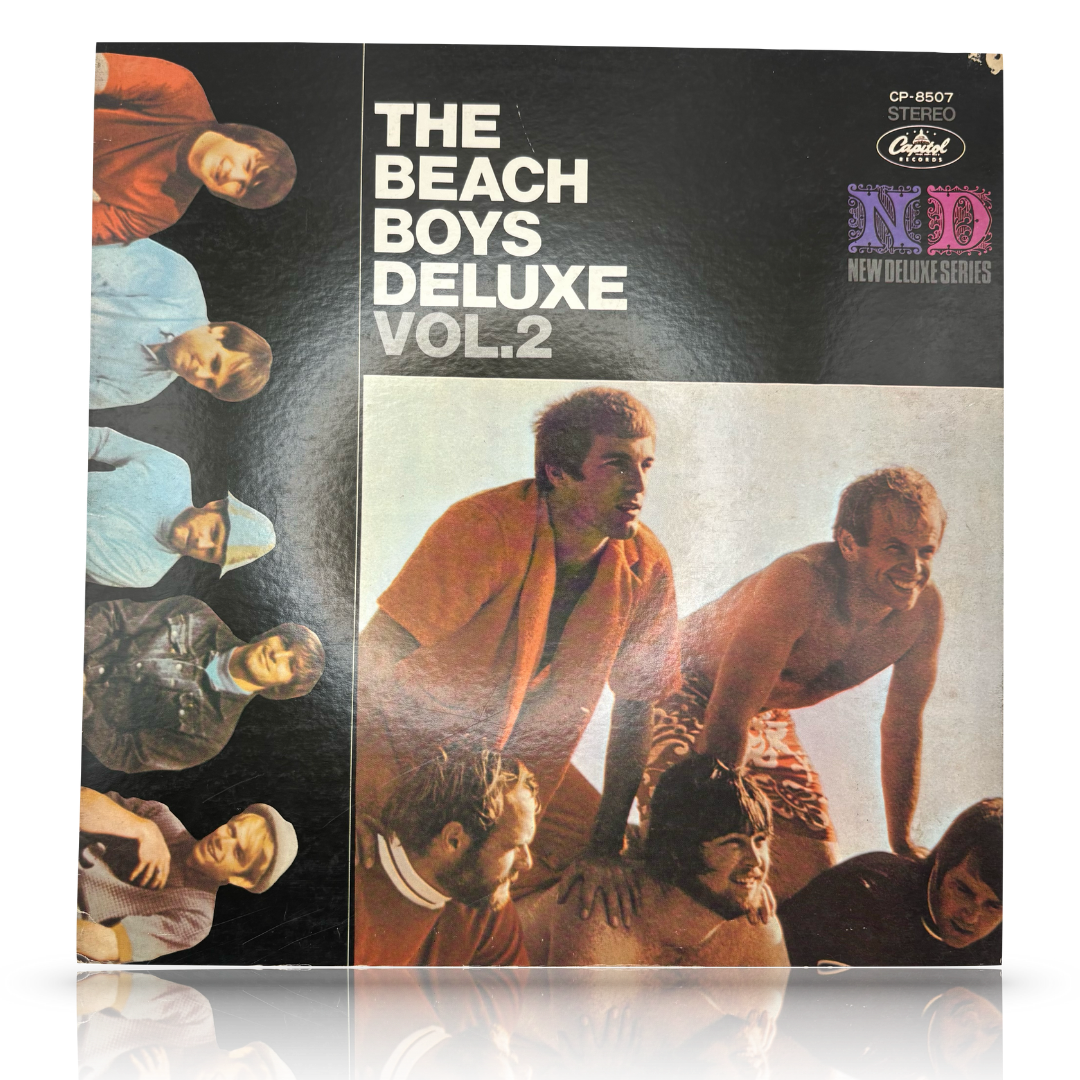 THE
BEACH
BOYS
DELUXE
VOL.2
CP-8507
STEREO
Capitol
RECORDS
ND
NEW DELUXE SERIES